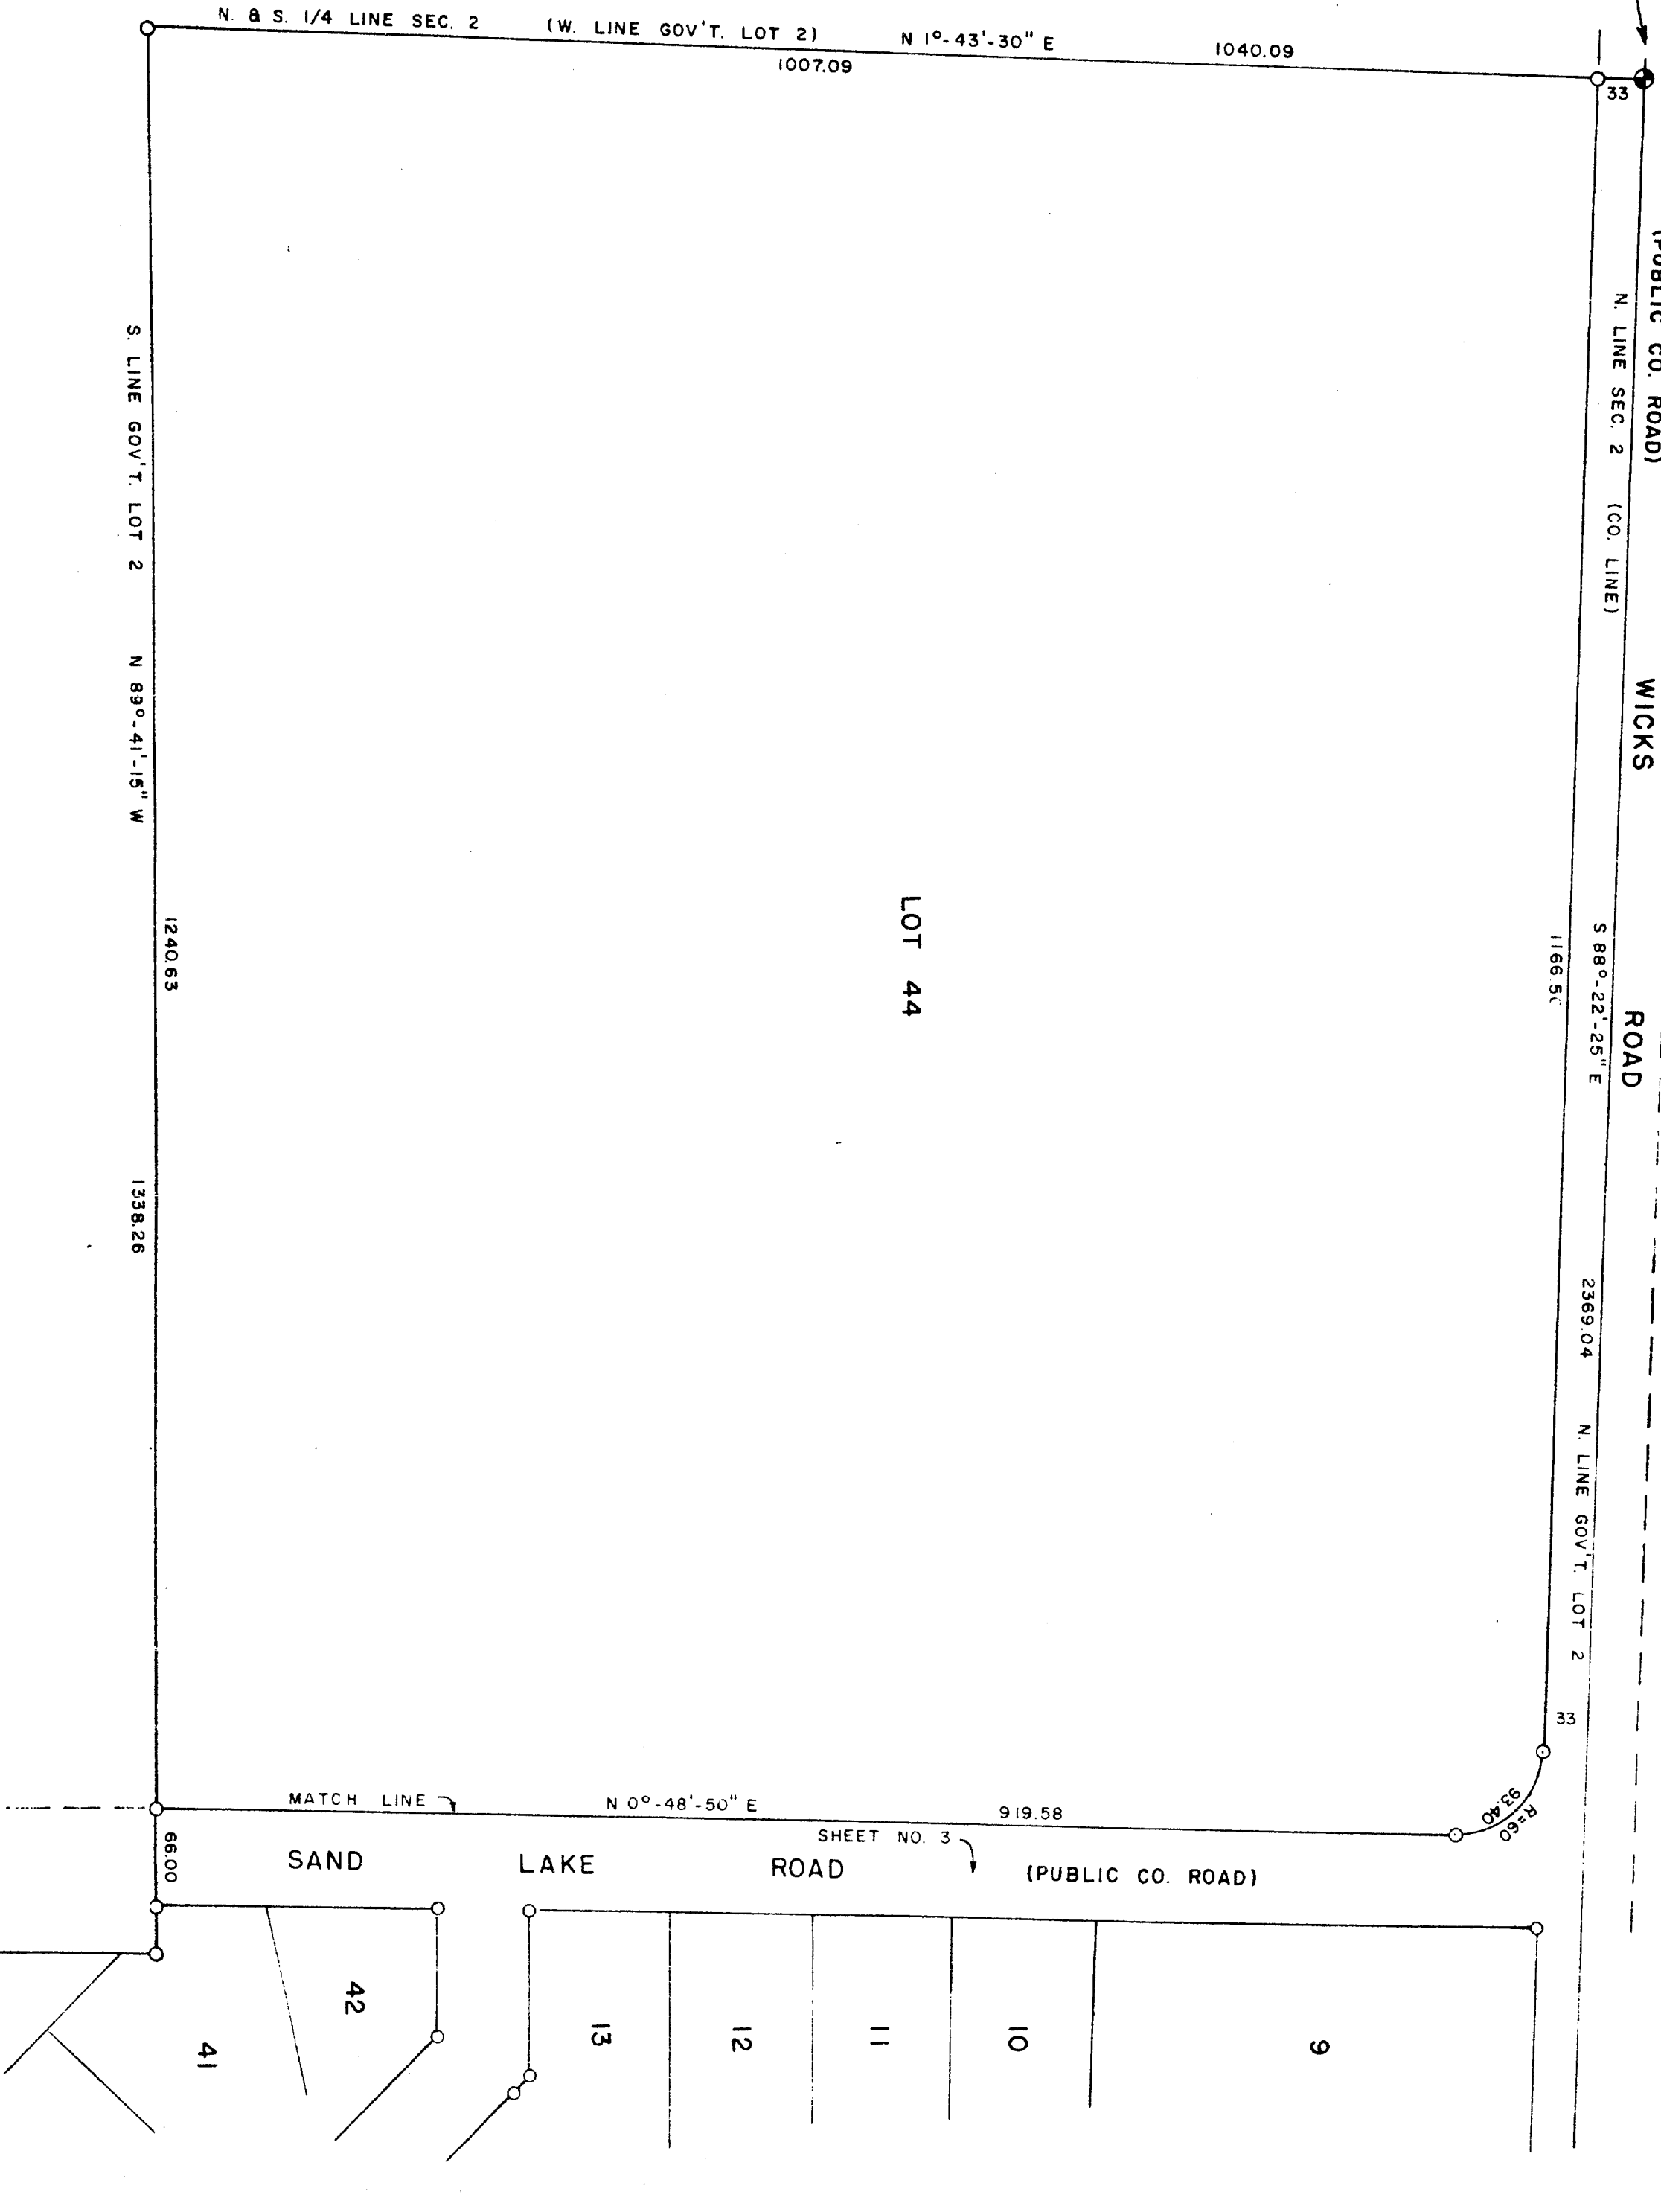 N. & S. 1/4 LINE SEC. 2 (W. LINE GOV'T. LOT 2) N 1°-43'-30" E 1040.09
1007.09
33
(PUBLIC CO. ROAD) WICKS ROAD
N. LINE SEC. 2 (CO. LINE) S 88°-22'-25" E 2369.04 N. LINE GOV'T. LOT 2 33
R=60
93.40
LOT 44
1240.63
S. LINE GOV'T. LOT 2 N 89°-41'-15" W 1338.26
66.00
MATCH LINE N 0°-48'-50" E 919.58
SHEET NO. 3
SAND LAKE ROAD (PUBLIC CO. ROAD)
41
42
13
12
11
10
9